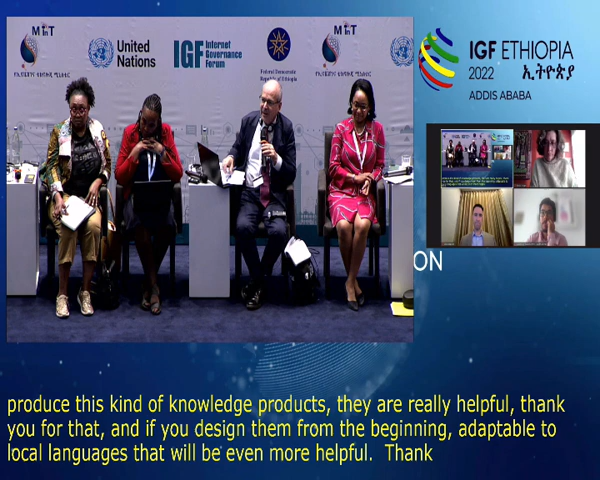 MInT
United
Nations
IGF Internet
Governance
Forum
Federal Democratic
Republic of Ethiopia
MInT
IGF ETHIOPIA
2022 ኢትዮጵያ
ADDIS ABABA
ON
produce this kind of knowledge products, they are really helpful, thank
you for that, and if you design them from the beginning, adaptable to
local languages that will be even more helpful. Thank